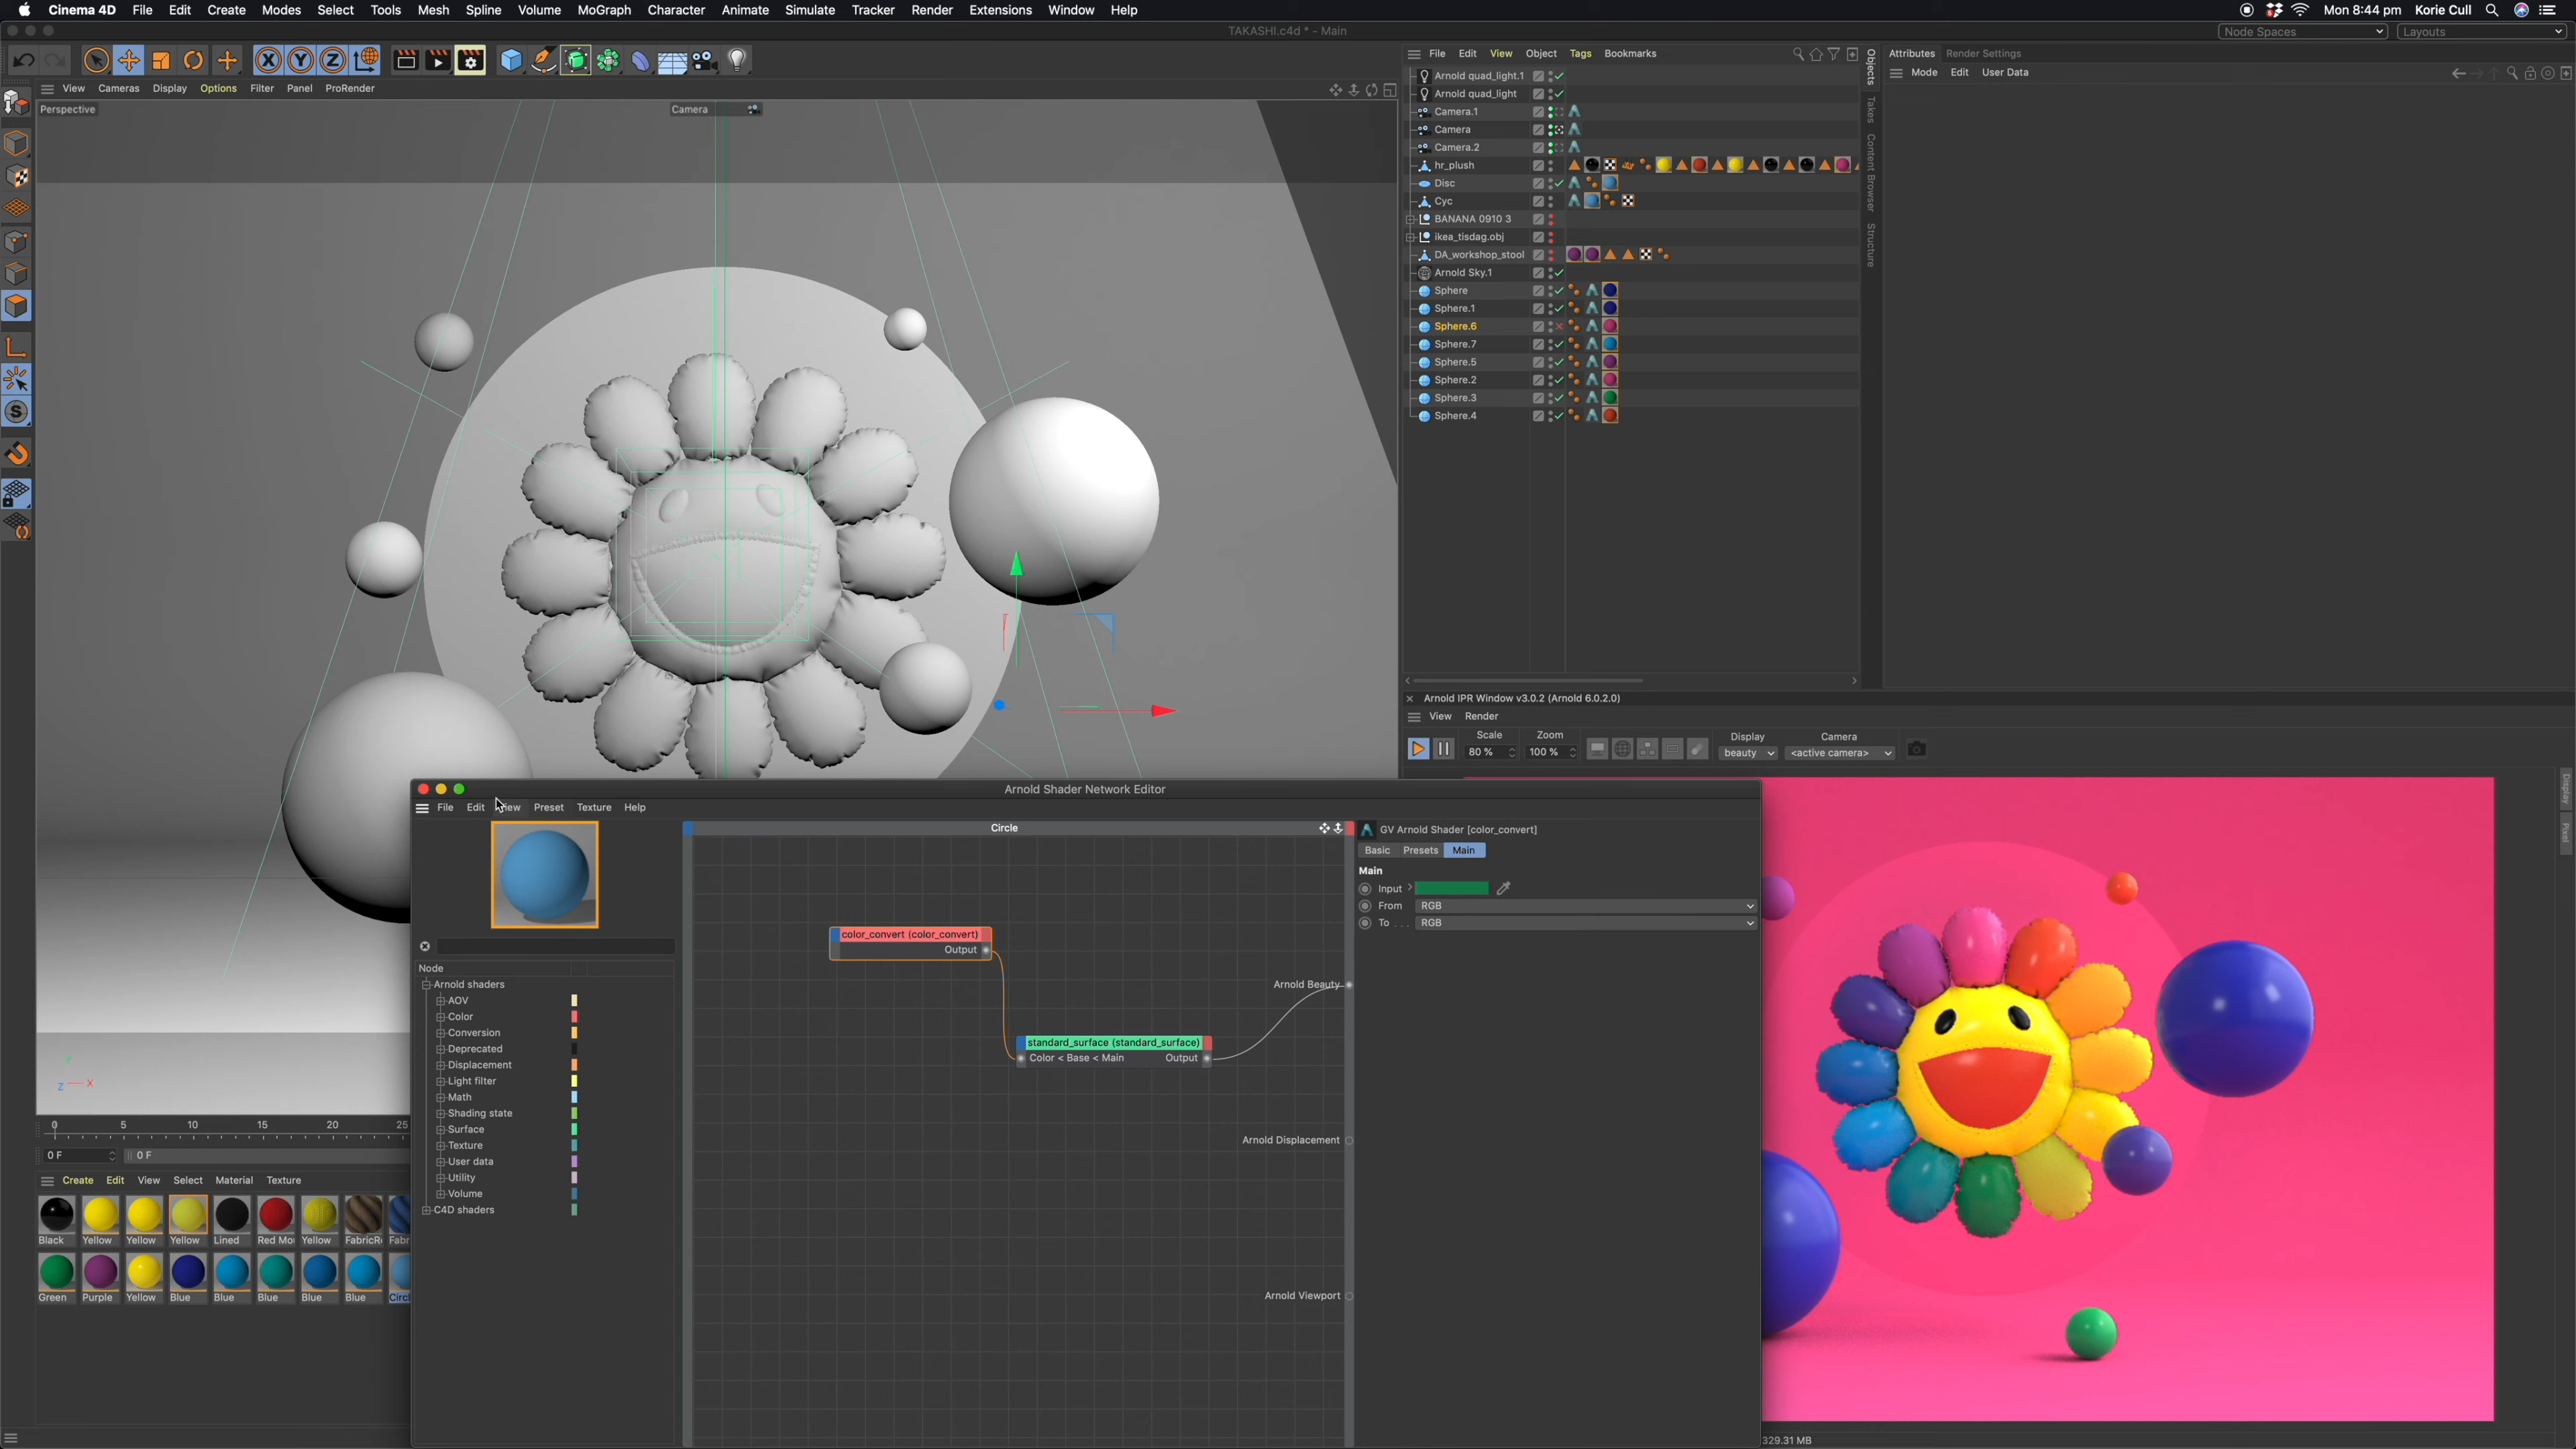 Cinema 4D File Edit Create Modes Select Tools Mesh Spline Volume MoGraph Character Animate Simulate Tracker Render Extensions Window Help
Mon 8:44 pm Korie Cull
TAKASHI.c4d * - Main
Node Spaces Layouts
File Edit View Object Tags Bookmarks
Attributes Render Settings
Mode Edit User Data
View Cameras Display Options Filter Panel ProRender
Perspective
Camera
X Y Z
Arnold quad_light.1
Arnold quad_light
Camera.1
Camera
Camera.2
hr_plush
Disc
Cyc
BANANA 0910 3
ikea_tisdag.obj
DA_workshop_stool
Arnold Sky.1
Sphere
Sphere.1
Sphere.6
Sphere.7
Sphere.5
Sphere.2
Sphere.3
Sphere.4
Objects
Takes
Content Browser
Structure
Arnold IPR Window v3.0.2 (Arnold 6.0.2.0)
View Render
Scale Zoom Display Camera
80 % 100 % beauty <active camera>
Display
Pixel
Arnold Shader Network Editor
File Edit View Preset Texture Help
Circle
GV Arnold Shader [color_convert]
Basic Presets Main
Main
Input
From RGB
To . . . RGB
color_convert (color_convert)
Output
standard_surface (standard_surface)
Color < Base < Main Output
Arnold Beauty
Arnold Displacement
Arnold Viewport
Node
Arnold shaders
AOV
Color
Conversion
Deprecated
Displacement
Light filter
Math
Shading state
Surface
Texture
User data
Utility
Volume
C4D shaders
Y
Z X
0 5 10 15 20 25
0 F 0 F
Create Edit View Select Material Texture
Black Yellow Yellow Yellow Lined Red Mo Yellow FabricR Fabr
Green Purple Yellow Blue Blue Blue Blue Blue Circl
329.31 MB